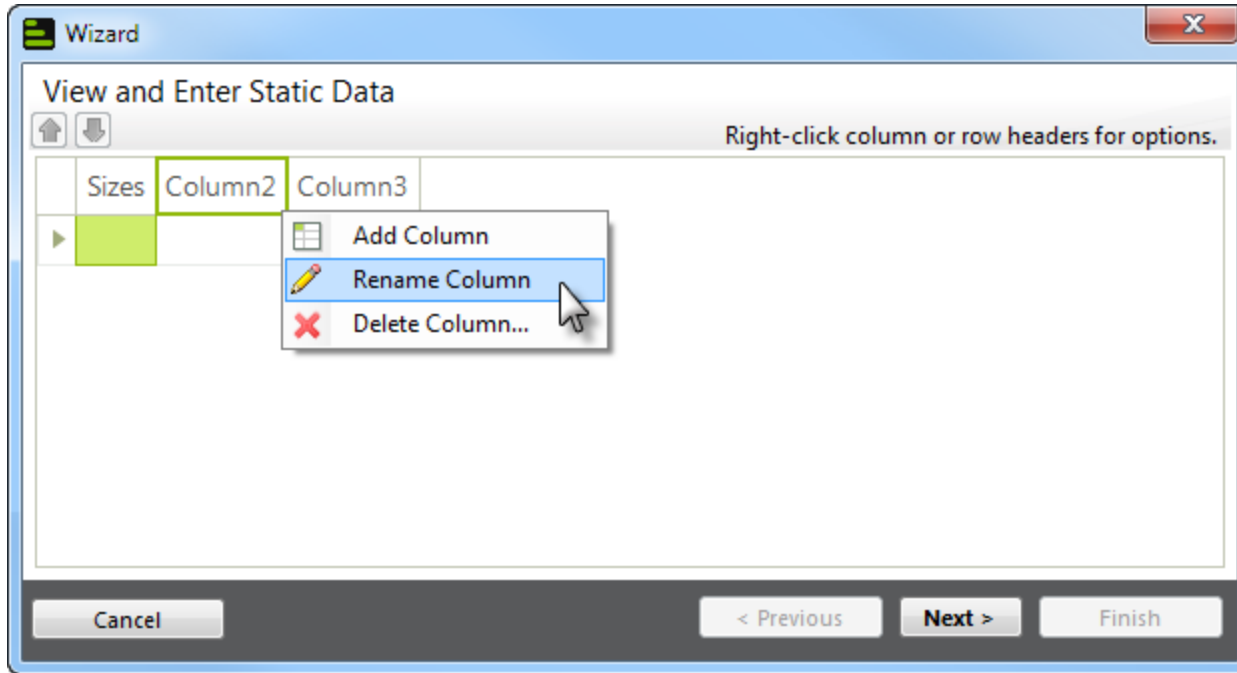 Wizard
View and Enter Static Data
Right-click column or row headers for options.
Sizes Column2 Column3
Add Column
Rename Column
Delete Column...
Cancel < Previous Next > Finish